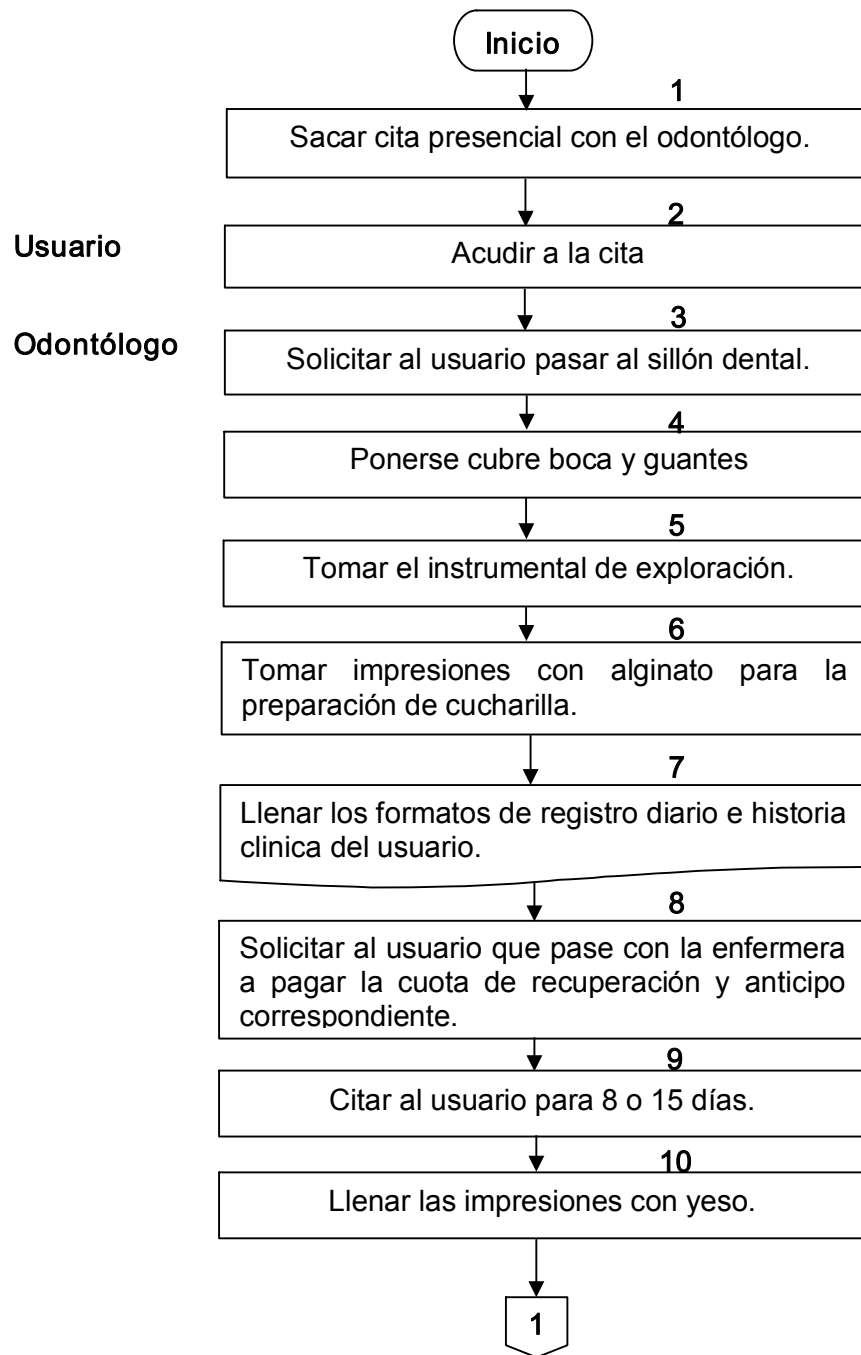 Inicio
1
Sacar cita presencial con el odontólogo.
2
Usuario
Acudir a la cita
3
Odontólogo
Solicitar al usuario pasar al sillón dental.
4
Ponerse cubre boca y guantes
5
Tomar el instrumental de exploración.
6
Tomar impresiones con alginato para la
preparación de cucharilla.
7
Llenar los formatos de registro diario e historia
clinica del usuario.
8
Solicitar al usuario que pase con la enfermera
a pagar la cuota de recuperación y anticipo
correspondiente.
9
Citar al usuario para 8 o 15 días.
10
Llenar las impresiones con yeso.
1